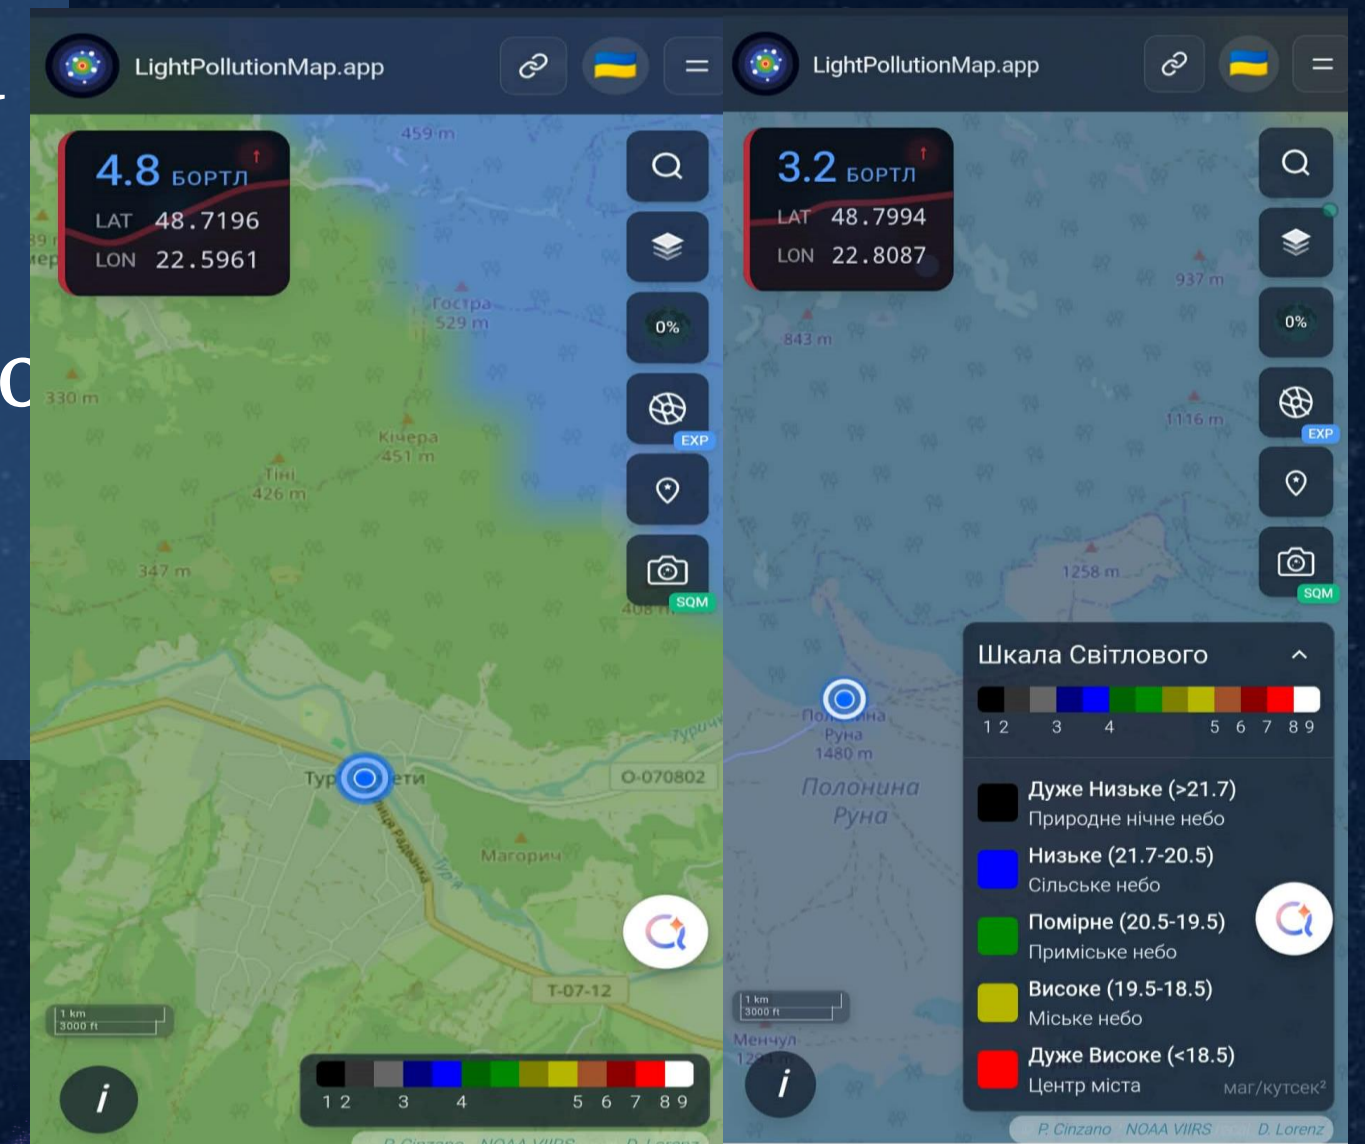 LightPollutionMap.app
4.8 БОРТЛ ↑
LAT 48.7196
LON 22.5961
459 m
Гостра
529 m
330 m
Кічера
451 m
Тіні
426 m
347 m
0%
EXP
SQM
О-070802
Магорич
Тур'я
Т-07-12
1 km
3000 ft
i
1 2 3 4 5 6 7 8 9
P. Cinzano NOAA VIIRS D. Lorenz
LightPollutionMap.app
3.2 БОРТЛ ↑
LAT 48.7994
LON 22.8087
937 m
843 m
0%
1116 m
EXP
1258 m
SQM
Руна
1480 m
Полонина
Руна
Менчул
1 km
3000 ft
i
Шкала Світлового
1 2 3 4 5 6 7 8 9
Дуже Низьке (>21.7)
Природне нічне небо
Низьке (21.7-20.5)
Сільське небо
Помірне (20.5-19.5)
Приміське небо
Високе (19.5-18.5)
Міське небо
Дуже Високе (<18.5)
Центр міста
маг/кутсек²
P. Cinzano NOAA VIIRS D. Lorenz